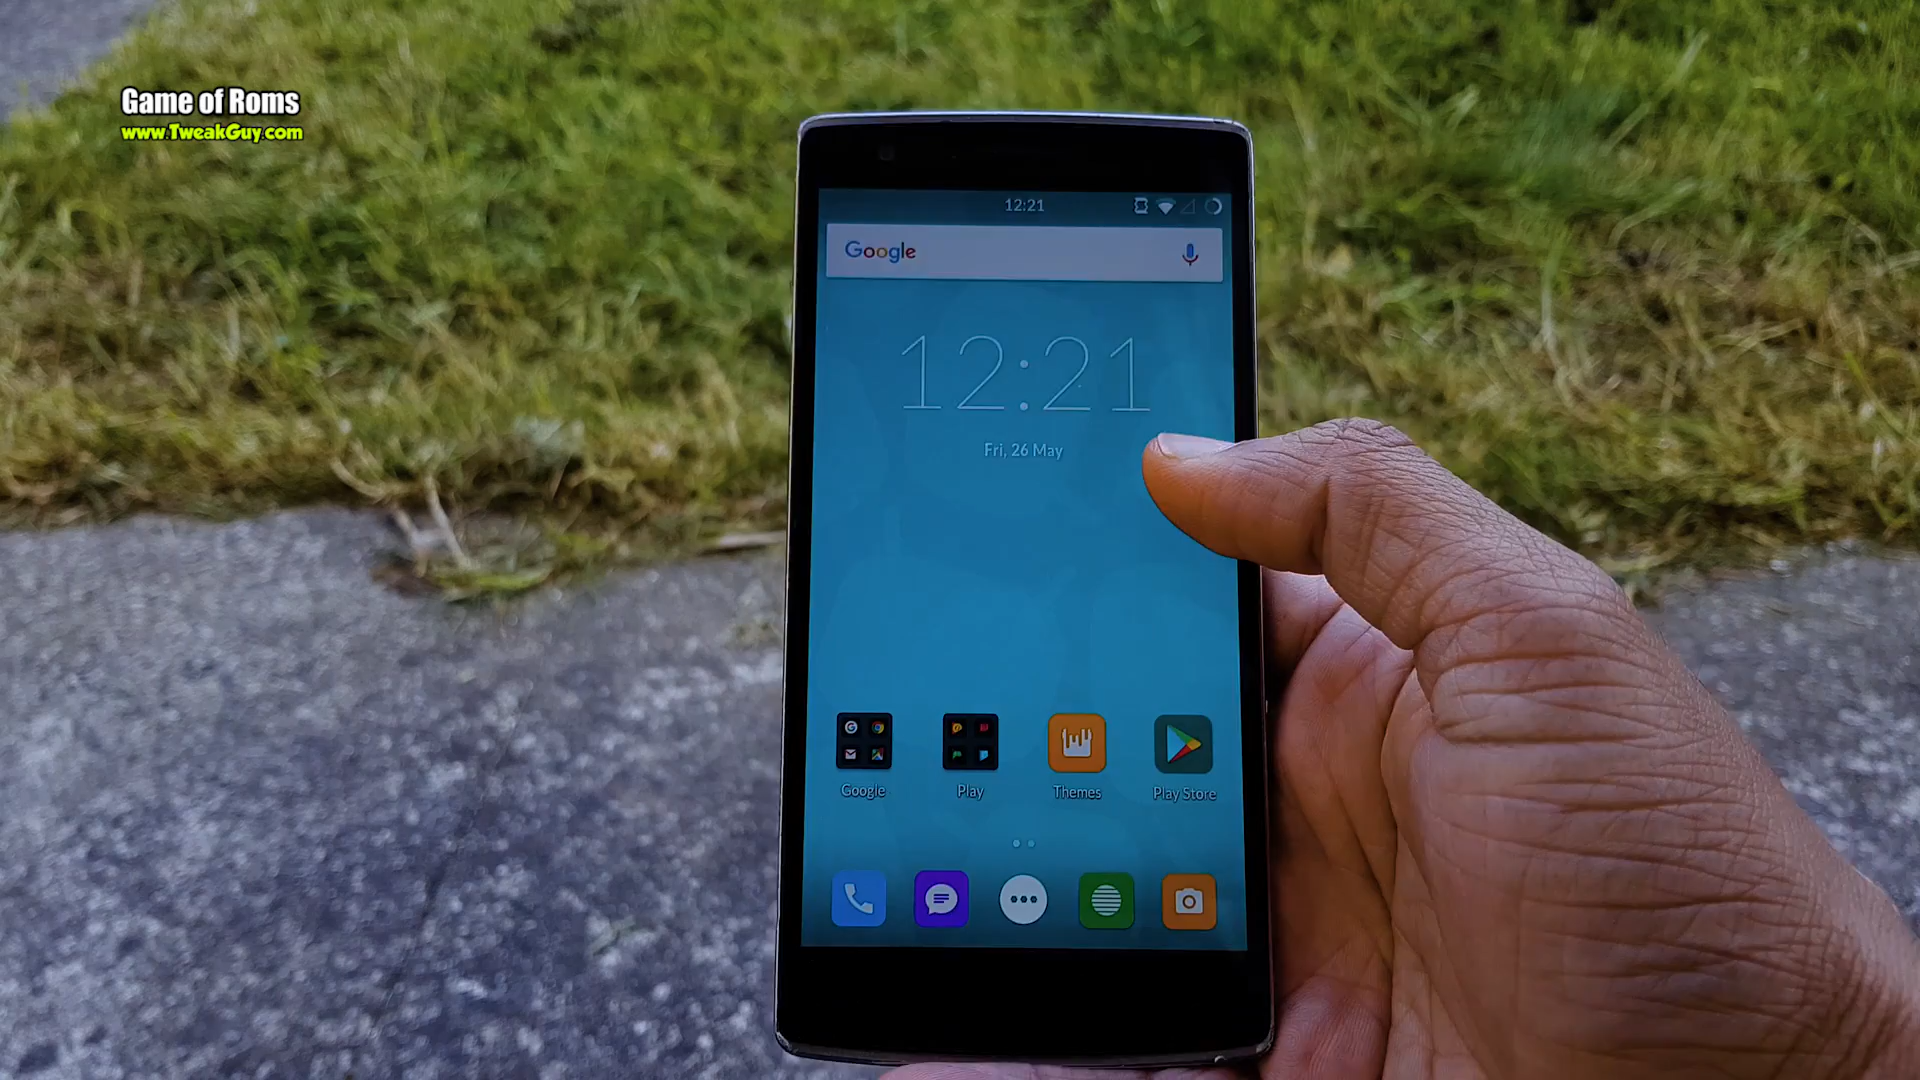 Game of Roms
www.TweakGuy.com
12:21
Google
12:21
Fri, 26 May
Google
Play
Themes
Play Store